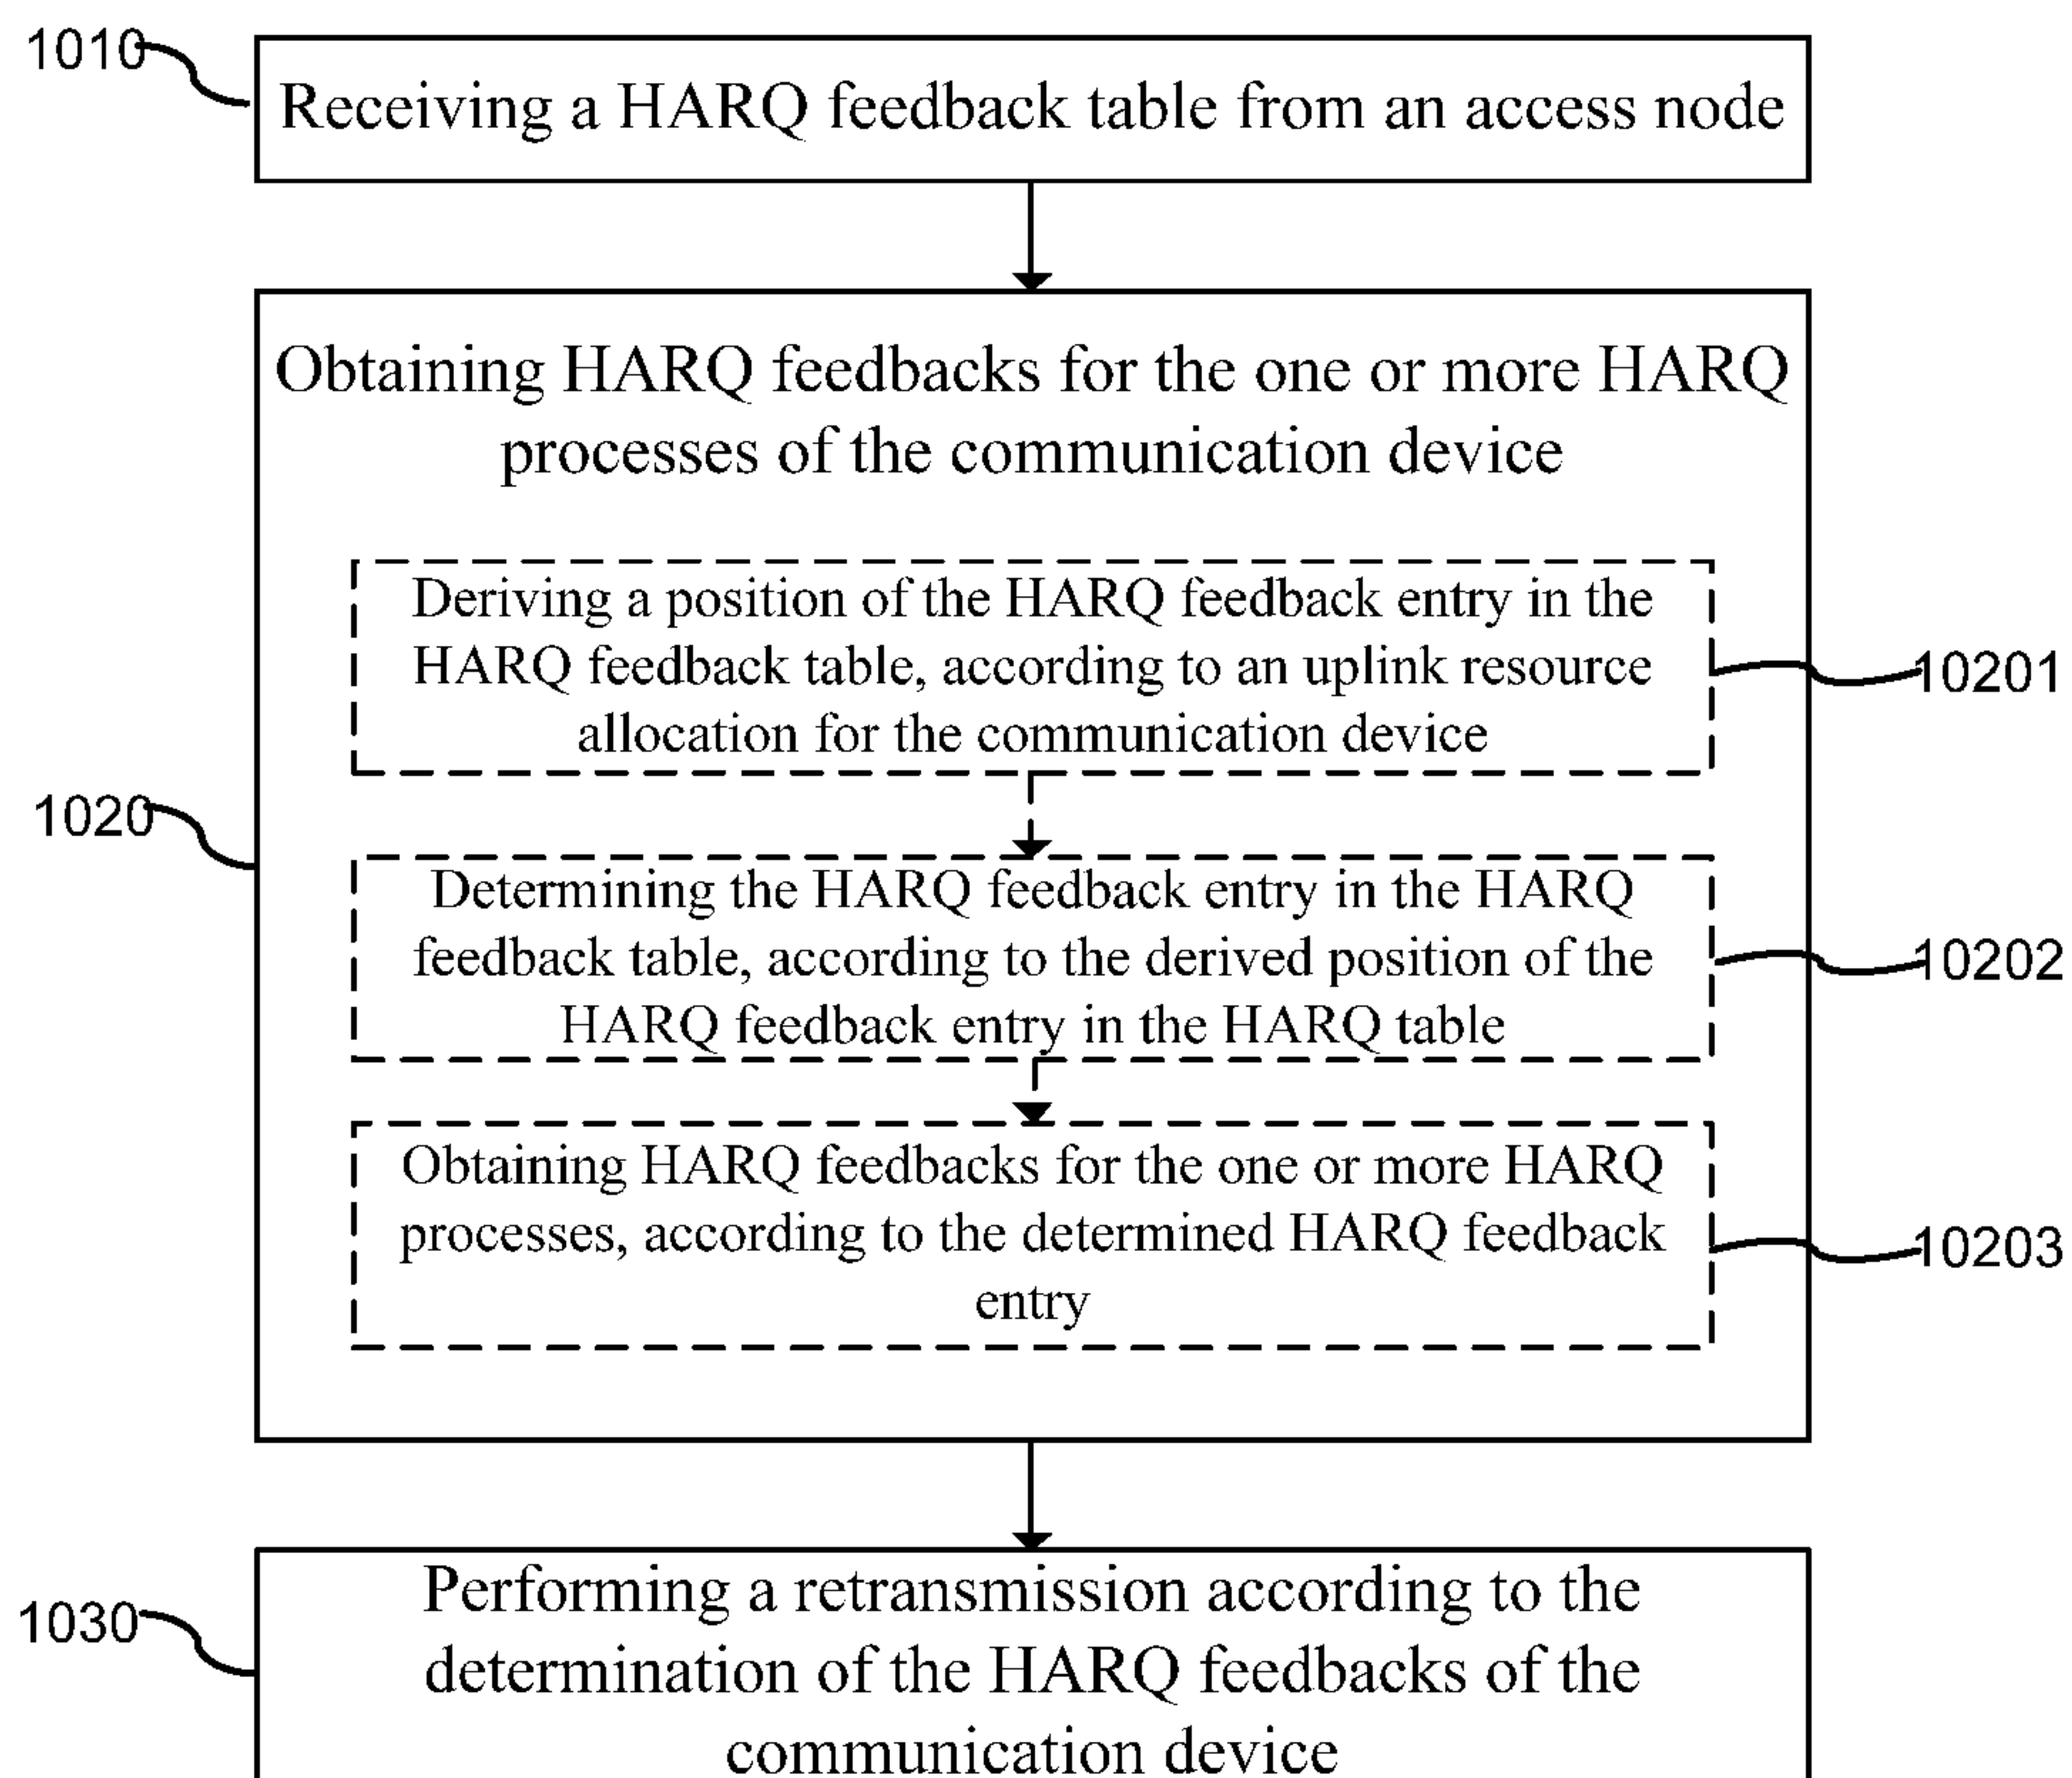 1010
Receiving a HARQ feedback table from an access node
Obtaining HARQ feedbacks for the one or more HARQ
processes of the communication device
Deriving a position of the HARQ feedback entry in the
HARQ feedback table, according to an uplink resource
allocation for the communication device
10201
1020
Determining the HARQ feedback entry in the HARQ
feedback table, according to the derived position of the
HARQ feedback entry in the HARQ table
10202
Obtaining HARQ feedbacks for the one or more HARQ
processes, according to the determined HARQ feedback
entry
10203
1030
Performing a retransmission according to the
determination of the HARQ feedbacks of the
communication device